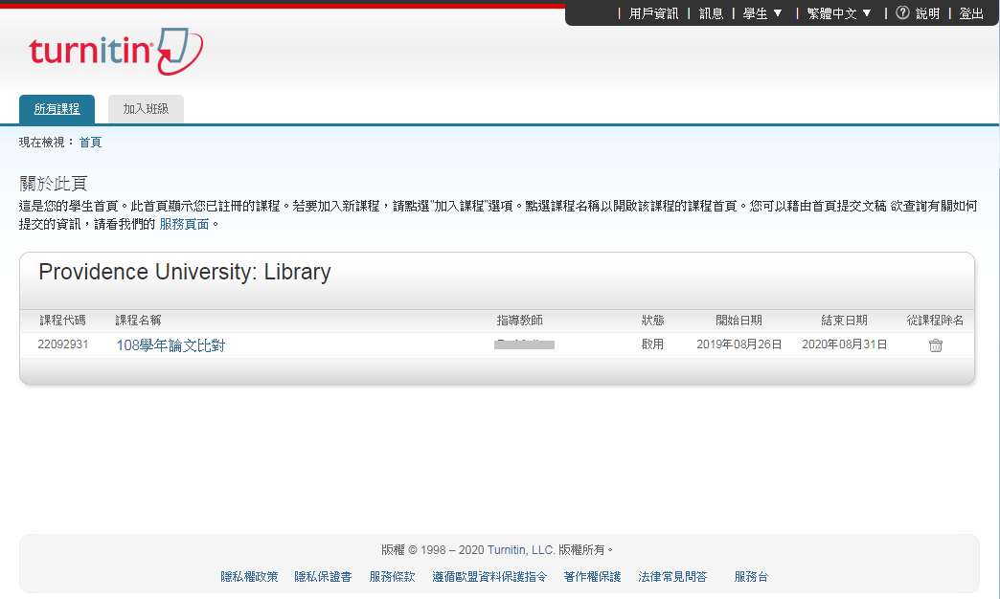 用戶資訊 訊息 學生 ▼ 繁體中文 ▼ ? 說明 登出
turnitin
所有課程 加入班級
現在檢視： 首頁
關於此頁
這是您的學生首頁。此首頁顯示您已註冊的課程。若要加入新課程，請點選"加入課程"選項。點選課程名稱以開啟該課程的課程首頁。您可以藉由首頁提交文稿 欲查詢有關如何
提交的資訊，請看我們的 服務頁面。
Providence University: Library
課程代碼 課程名稱 指導教師 狀態 開始日期 結束日期 從課程除名
22092931 108學年論文比對 啟用 2019年08月26日 2020年08月31日
版權 © 1998 – 2020 Turnitin, LLC. 版權所有。
隱私權政策 隱私保證書 服務條款 遵循歐盟資料保護指令 著作權保護 法律常見問答 服務台